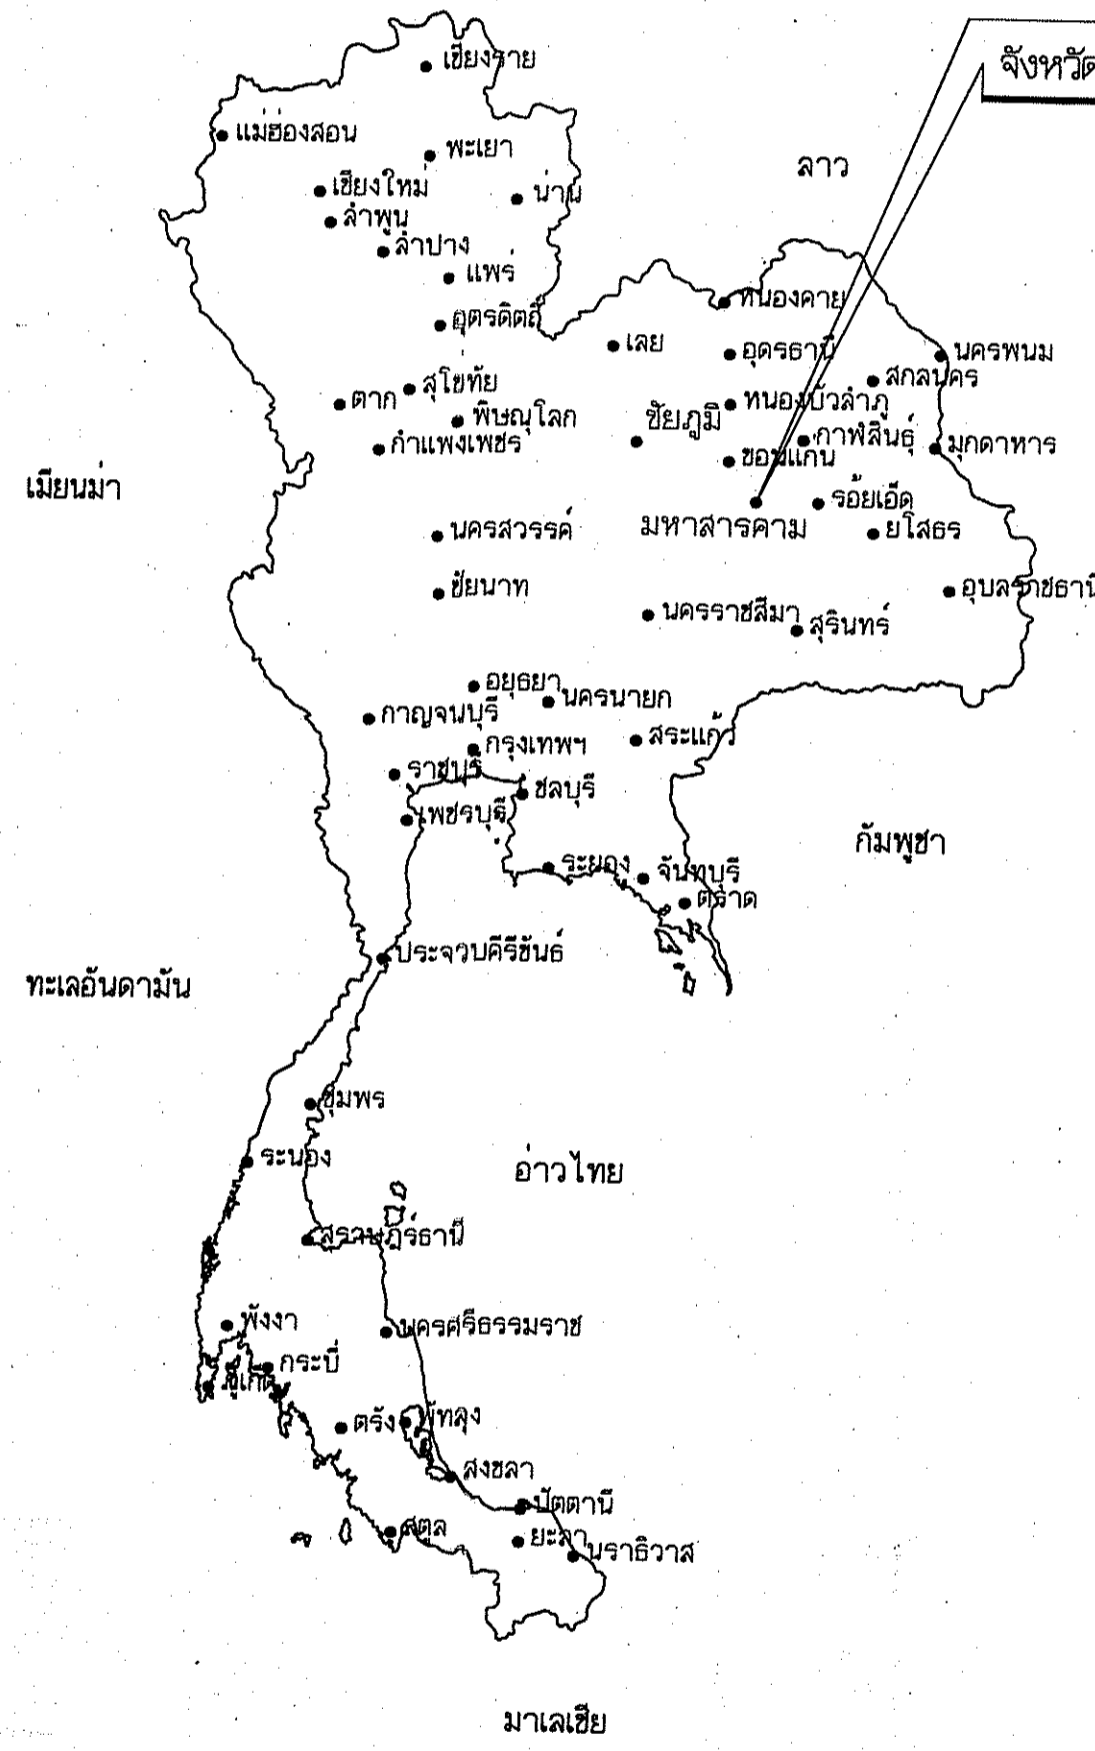 เชียงราย
จังหวัด
แม่ฮ่องสอน
พะเยา
ลาว
เชียงใหม่
น่าน
ลำพูน
ลำปาง
แพร่
หนองคาย
อุตรดิตถ์
เลย
อุดรธานี
นครพนม
สกลนคร
สุโขทัย
ตาก
หนองบัวลำภู
พิษณุโลก
ชัยภูมิ
กาฬสินธุ์
มุกดาหาร
กำแพงเพชร
ขอนแก่น
เมียนม่า
ร้อยเอ็ด
มหาสารคาม
นครสวรรค์
ยโสธร
ชัยนาท
อุบลราชธานี
นครราชสีมา
สุรินทร์
อยุธยา
นครนายก
กาญจนบุรี
สระแก้ว
กรุงเทพฯ
ราชบุรี
ชลบุรี
เพชรบุรี
กัมพูชา
ระยอง
จันทบุรี
ตราด
ประจวบคีรีขันธ์
ทะเลอันดามัน
ชุมพร
ระนอง
อ่าวไทย
สุราษฎร์ธานี
พังงา
นครศรีธรรมราช
กระบี่
ภูเก็ต
ตรัง
พัทลุง
สงขลา
ปัตตานี
สตูล
ยะลา
นราธิวาส
มาเลเซีย